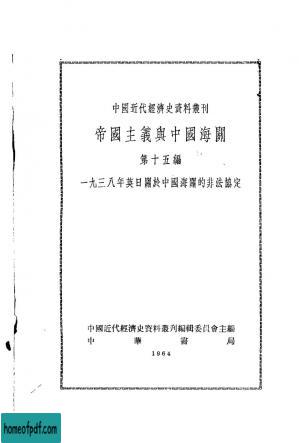 中國近代經濟史資料叢刊
帝國主義與中國海關
第十五編
一九三八年英日關於中國海關的非法協定
中國近代經濟史資料叢刊編輯委員會主編
中華書局
1964
homeofpdf.com